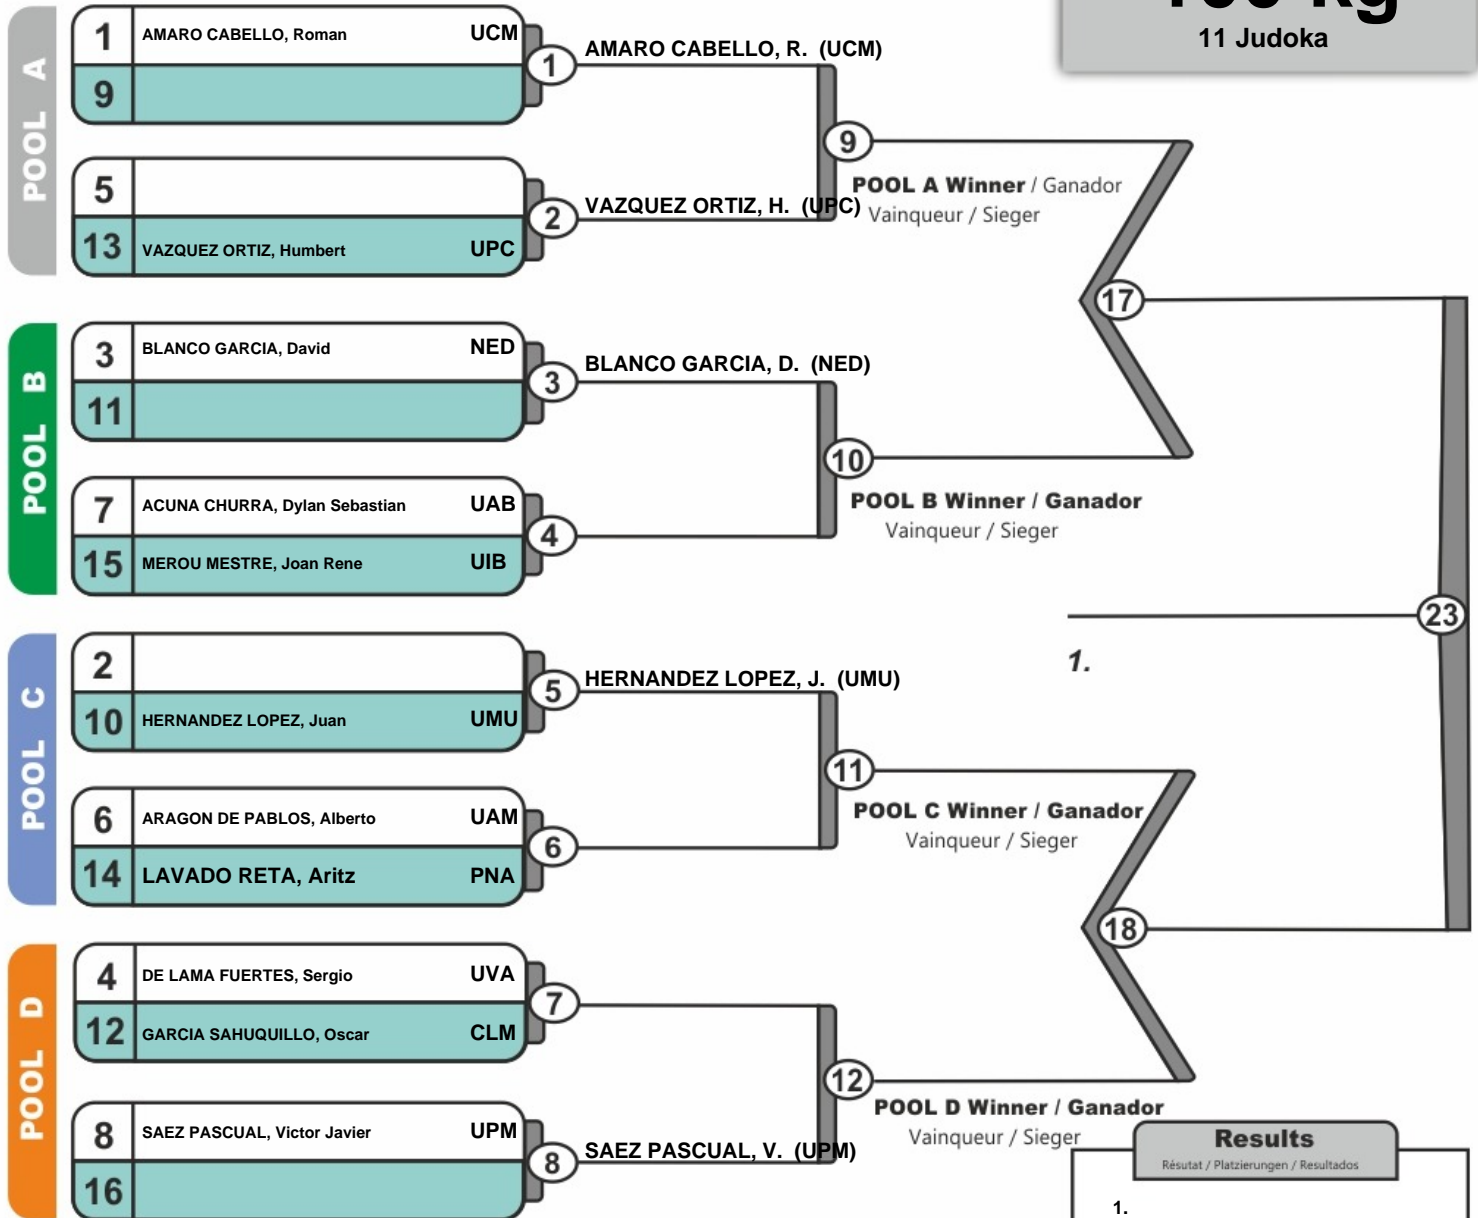 100 kg
11 Judoka
POOL A
1 AMARO CABELLO, Roman UCM
9
1
AMARO CABELLO, R. (UCM)
5
13 VAZQUEZ ORTIZ, Humbert UPC
2
VAZQUEZ ORTIZ, H. (UPC)
9
POOL A Winner / Ganador
Vainqueur / Sieger
17
POOL B
3 BLANCO GARCIA, David NED
11
3
BLANCO GARCIA, D. (NED)
7 ACUNA CHURRA, Dylan Sebastian UAB
15 MEROU MESTRE, Joan Rene UIB
4
10
POOL B Winner / Ganador
Vainqueur / Sieger
23
1.
POOL C
2
10 HERNANDEZ LOPEZ, Juan UMU
5
HERNANDEZ LOPEZ, J. (UMU)
6 ARAGON DE PABLOS, Alberto UAM
14 LAVADO RETA, Aritz PNA
6
11
POOL C Winner / Ganador
Vainqueur / Sieger
18
POOL D
4 DE LAMA FUERTES, Sergio UVA
12 GARCIA SAHUQUILLO, Oscar CLM
7
8 SAEZ PASCUAL, Victor Javier UPM
16
8
SAEZ PASCUAL, V. (UPM)
12
POOL D Winner / Ganador
Vainqueur / Sieger
Results
Résutat / Platzierungen / Resultados
1.